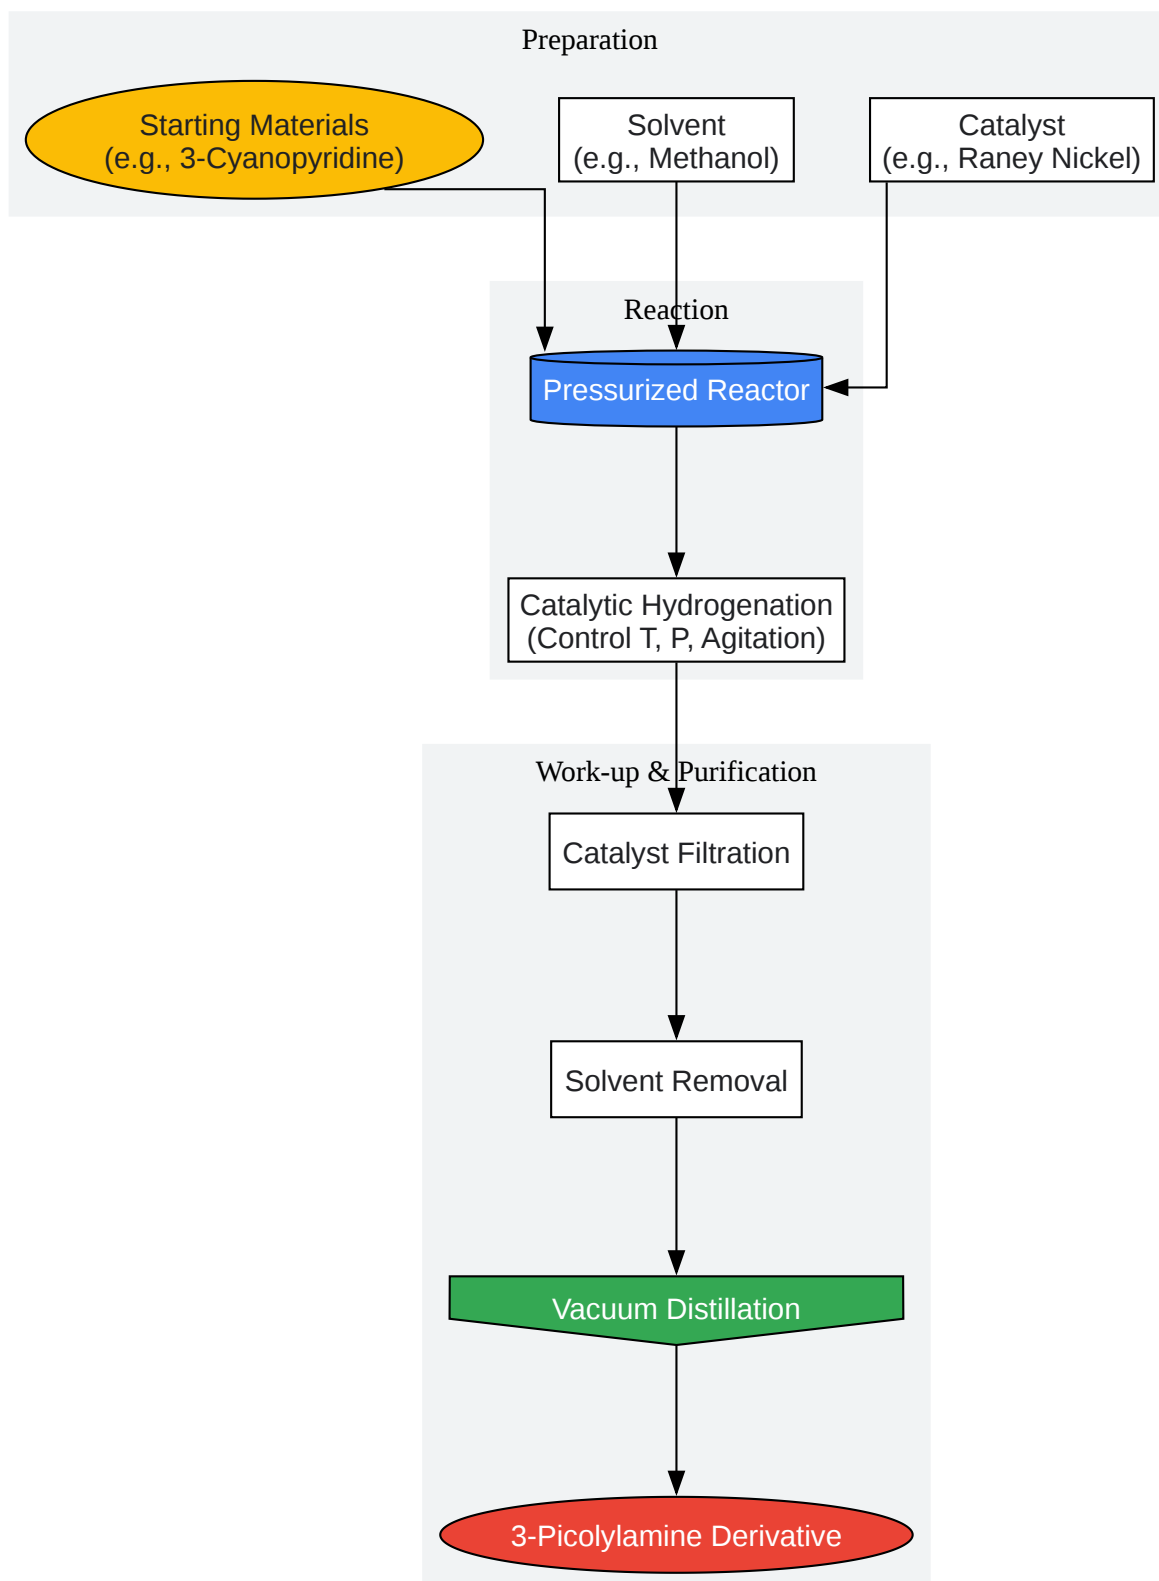 Preparation
Starting Materials
(e.g., 3-Cyanopyridine)
Solvent
(e.g., Methanol)
Catalyst
(e.g., Raney Nickel)
Reaction
Pressurized Reactor
Catalytic Hydrogenation
(Control T, P, Agitation)
Work-up & Purification
Catalyst Filtration
Solvent Removal
Vacuum Distillation
3-Picolylamine Derivative